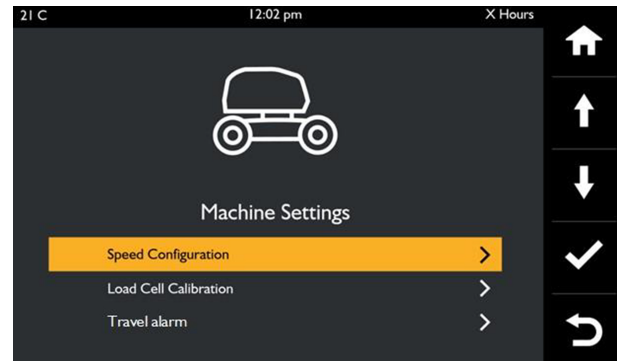 21 C 12:02 pm X Hours
Machine Settings
Speed Configuration
Load Cell Calibration
Travel alarm